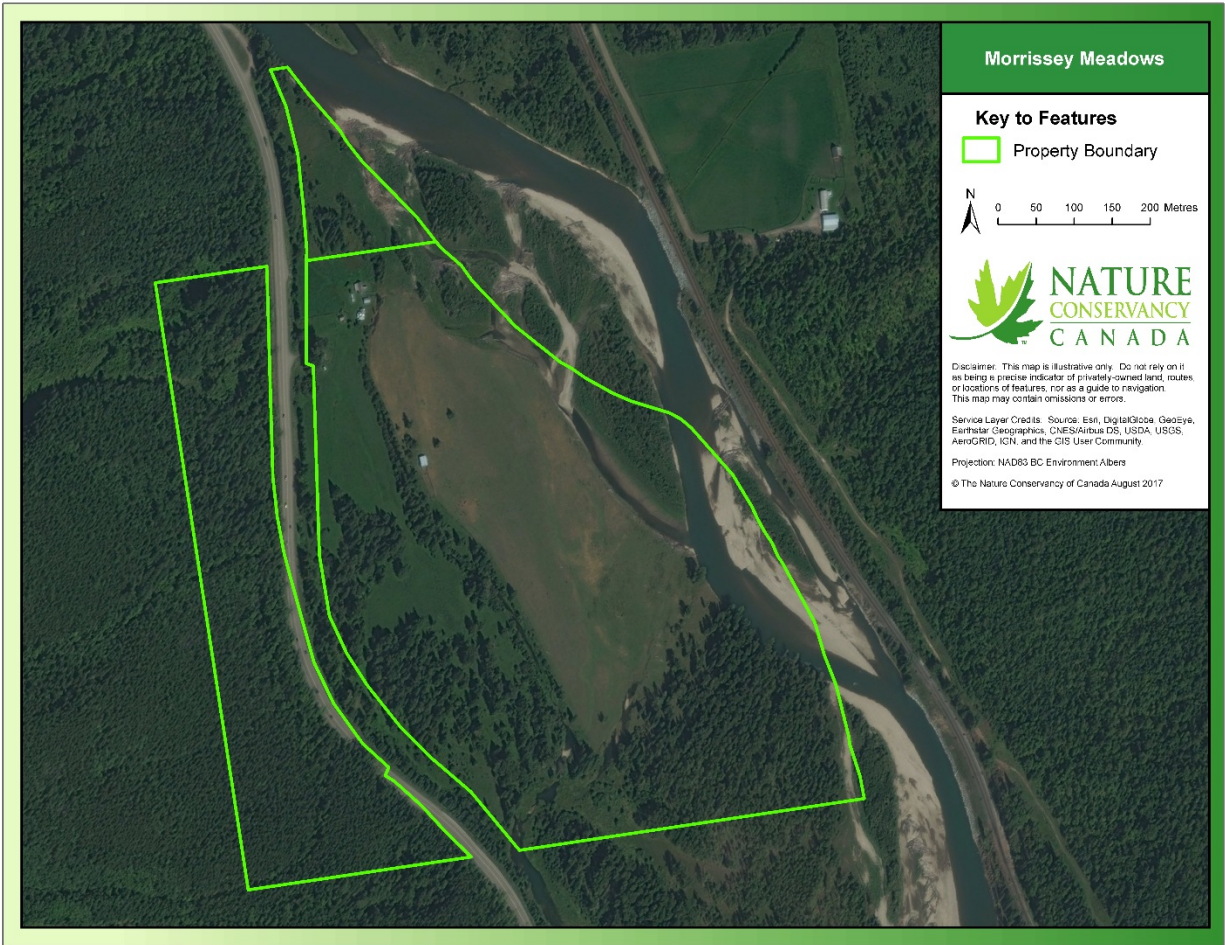 Morrissey Meadows
Key to Features
Property Boundary
N
0 50 100 150 200 Metres
NATURE
CONSERVANCY
CANADA
TM
Disclaimer: This map is illustrative only. Do not rely on it
as being a precise indicator of privately-owned land, routes,
or locations of features, nor as a guide to navigation.
This map may contain omissions or errors.
Service Layer Credits: Source: Esri, DigitalGlobe, GeoEye,
Earthstar Geographics, CNES/Airbus DS, USDA, USGS,
AeroGRID, IGN, and the GIS User Community
Projection: NAD83 BC Environment Albers
© The Nature Conservancy of Canada August 2017